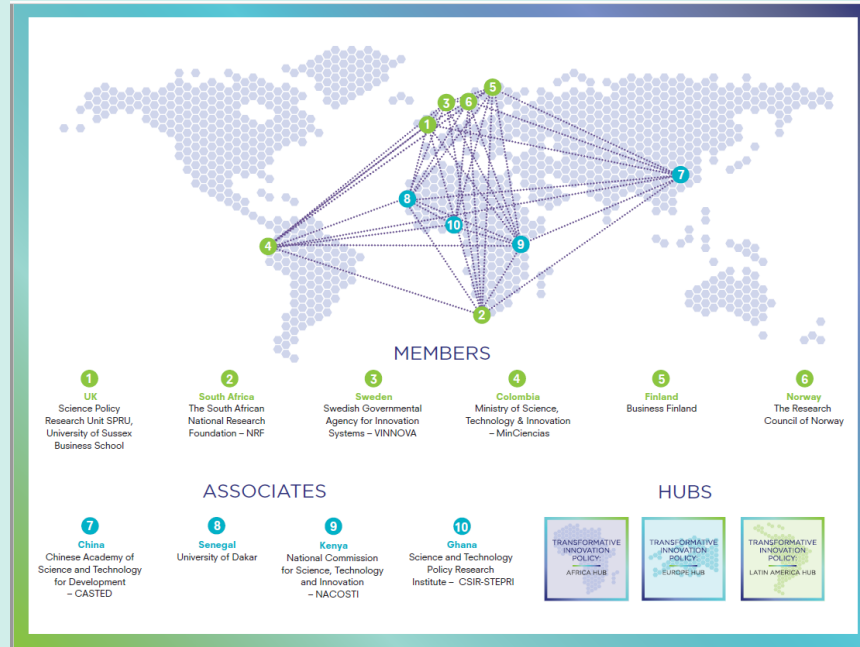 5
3
6
1
7
8
10
4
9
2
MEMBERS
1
UK
Science Policy
Research Unit SPRU,
University of Sussex
Business School
2
South Africa
The South African
National Research
Foundation – NRF
3
Sweden
Swedish Governmental
Agency for Innovation
Systems – VINNOVA
4
Colombia
Ministry of Science,
Technology & Innovation
– MinCiencias
5
Finland
Business Finland
6
Norway
The Research
Council of Norway
ASSOCIATES
7
China
Chinese Academy of
Science and Technology
for Development
– CASTED
8
Senegal
University of Dakar
9
Kenya
National Commission
for Science, Technology
and Innovation
– NACOSTI
10
Ghana
Science and Technology
Policy Research
Institute – CSIR-STEPRI
HUBS
TRANSFORMATIVE
INNOVATION
POLICY:
AFRICA HUB
TRANSFORMATIVE
INNOVATION
POLICY:
EUROPE HUB
TRANSFORMATIVE
INNOVATION
POLICY:
LATIN AMERICA HUB